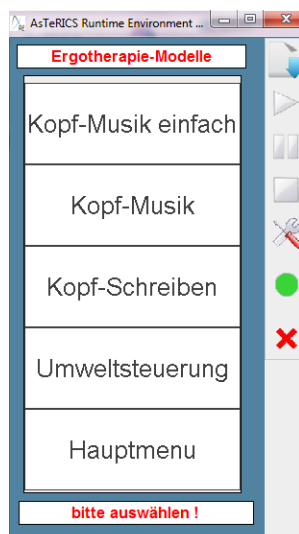 AsTeRICS Runtime Environment ...
Ergotherapie-Modelle
Kopf-Musik einfach
Kopf-Musik
Kopf-Schreiben
Umweltsteuerung
Hauptmenu
bitte auswählen !